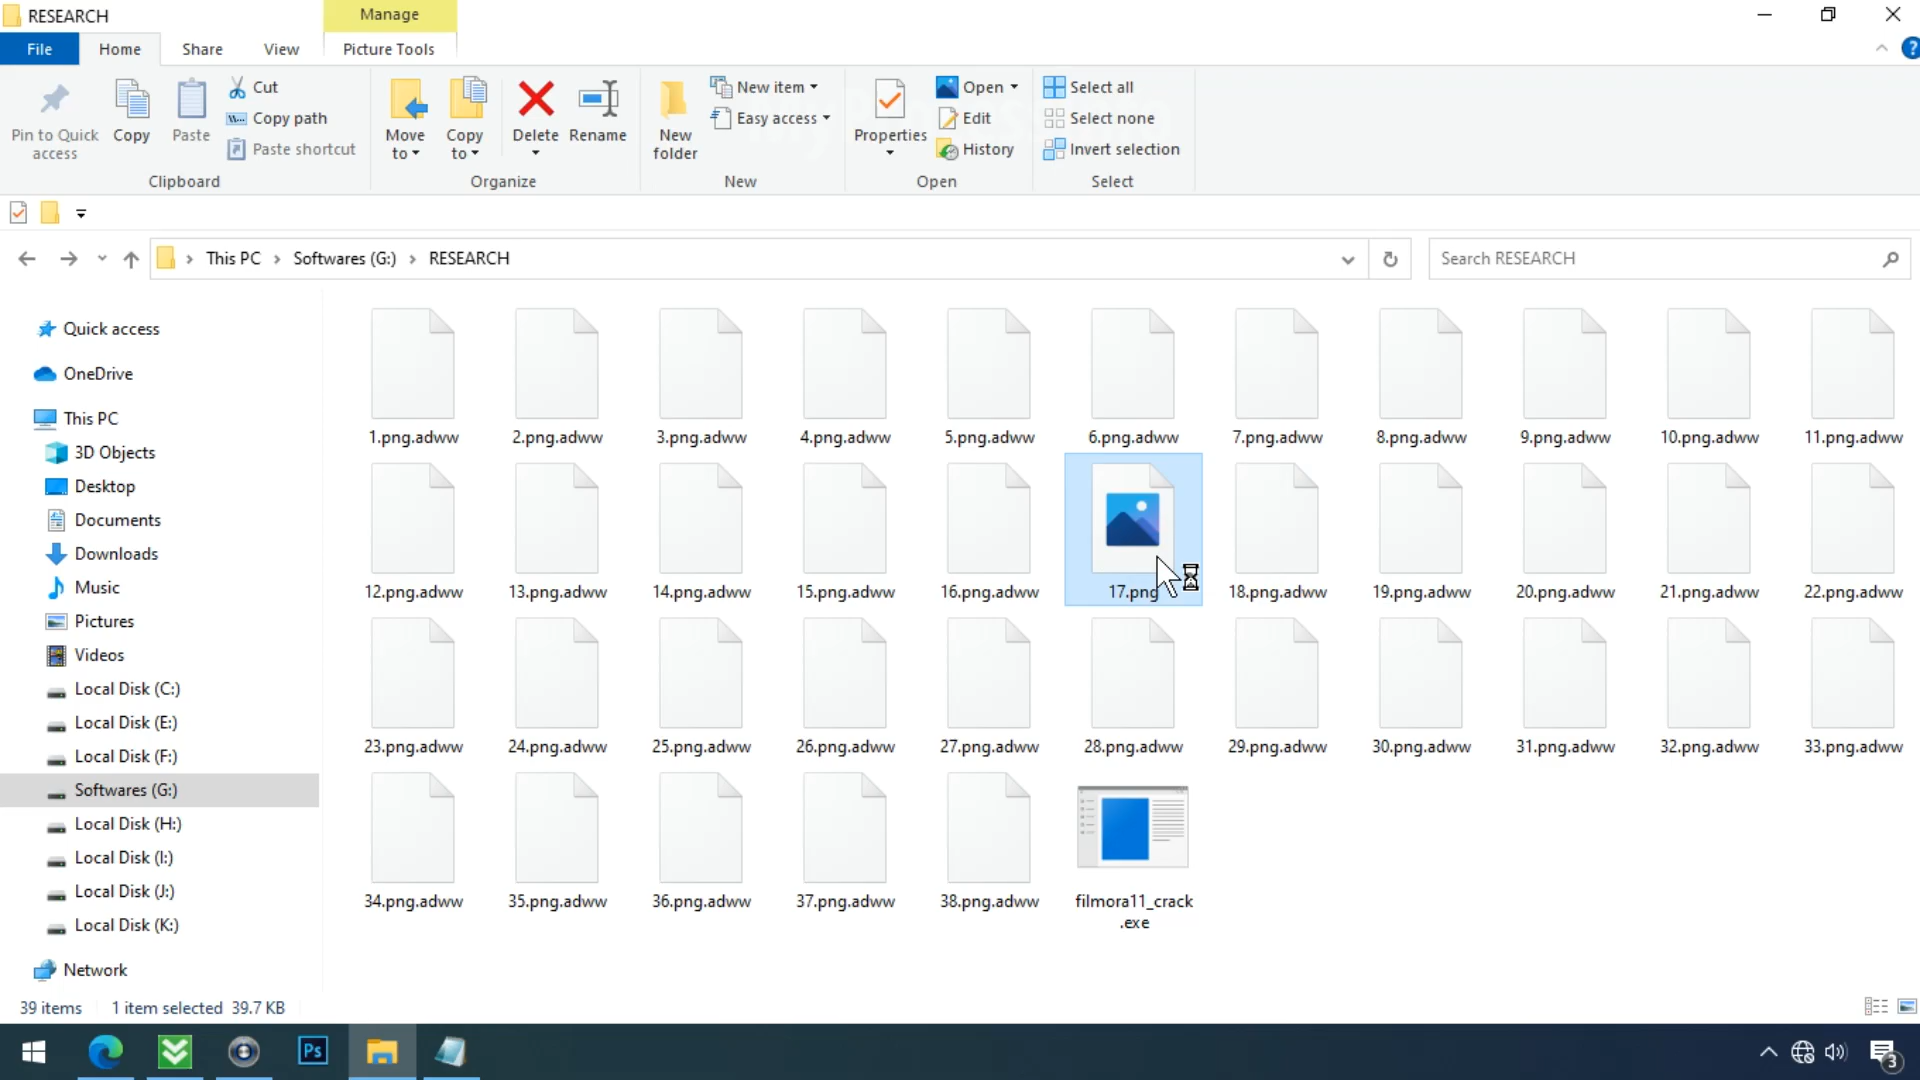 RESEARCH
Manage
File
Home
Share
View
Picture Tools
Pin to Quick
access
Copy
Paste
Cut
Copy path
Paste shortcut
Clipboard
Move
to
Copy
to
Delete
Rename
Organize
New
folder
New item
Easy access
New
Properties
Open
Edit
History
Open
Select all
Select none
Invert selection
Select
This PC
Softwares (G:)
RESEARCH
Search RESEARCH
Quick access
OneDrive
This PC
3D Objects
Desktop
Documents
Downloads
Music
Pictures
Videos
Local Disk (C:)
Local Disk (E:)
Local Disk (F:)
Softwares (G:)
Local Disk (H:)
Local Disk (I:)
Local Disk (J:)
Local Disk (K:)
Network
1.png.adww 2.png.adww 3.png.adww 4.png.adww 5.png.adww 6.png.adww 7.png.adww 8.png.adww 9.png.adww 10.png.adww 11.png.adww
12.png.adww 13.png.adww 14.png.adww 15.png.adww 16.png.adww 17.png 18.png.adww 19.png.adww 20.png.adww 21.png.adww 22.png.adww
23.png.adww 24.png.adww 25.png.adww 26.png.adww 27.png.adww 28.png.adww 29.png.adww 30.png.adww 31.png.adww 32.png.adww 33.png.adww
34.png.adww 35.png.adww 36.png.adww 37.png.adww 38.png.adww filmora11_crack
.exe
39 items 1 item selected 39.7 KB
Ps
3